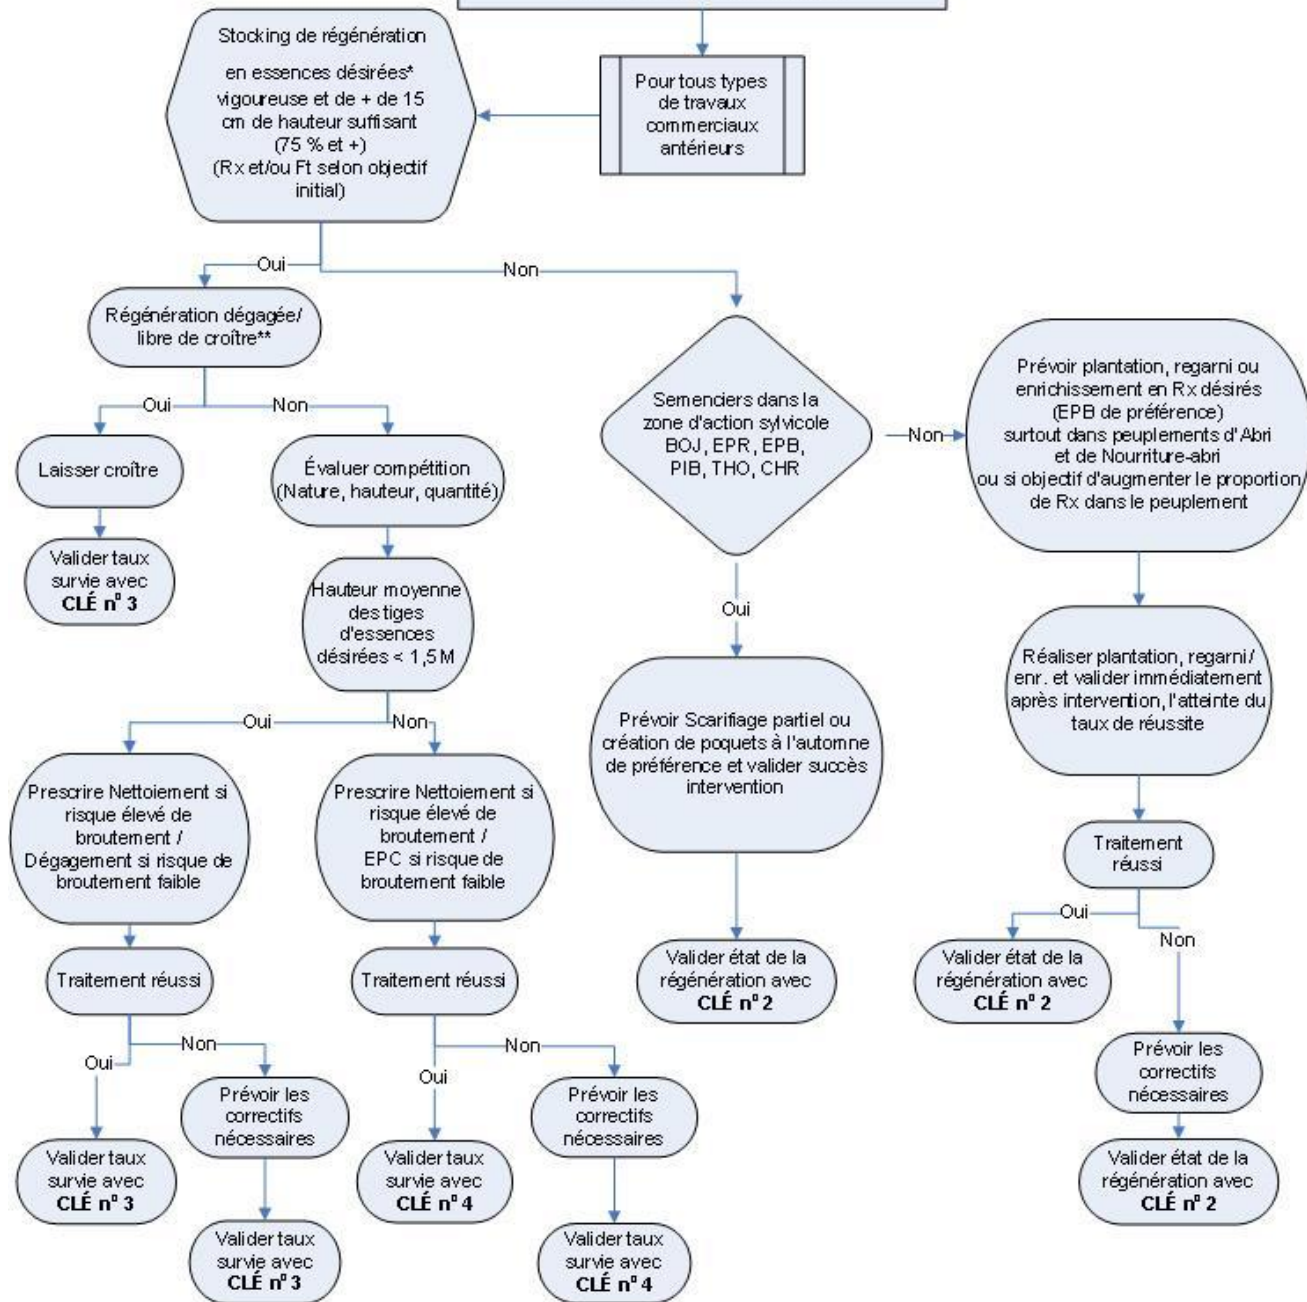 Stocking de régénération
en essences désirées*
vigoureuse et de + de 15
cm de hauteur suffisant
(75 % et +)
(Rx et/ou Ft selon objectif
initial)
Pour tous types
de travaux
commerciaux
antérieurs
Oui
Non
Régénération dégagée/
libre de croître**
Oui
Non
Laisser croître
Valider taux
survie avec
CLÉ nº 3
Évaluer compétition
(Nature, hauteur, quantité)
Hauteur moyenne
des tiges
d'essences
désirées < 1,5 M
Semenciers dans la
zone d'action sylvicole
BOJ, EPR, EPB,
PIB, THO, CHR
Non
Prévoir plantation, regarni ou
enrichissement en Rx désirés
(EPB de préférence)
surtout dans peuplements d'Abri
et de Nourriture-abri
ou si objectif d'augmenter le proportion
de Rx dans le peuplement
Oui
Prévoir Scarifiage partiel ou
création de poquets à l'automne
de préférence et valider succès
intervention
Valider état de la
régénération avec
CLÉ nº 2
Réaliser plantation, regarni/
enr. et valider immédiatement
après intervention, l'atteinte du
taux de réussite
Traitement
réussi
Oui
Non
Valider état de la
régénération avec
CLÉ nº 2
Prévoir les
correctifs
nécessaires
Valider état de la
régénération avec
CLÉ nº 2
Oui
Non
Prescrire Nettoiement si
risque élevé de
broutement /
Dégagement si risque de
broutement faible
Prescrire Nettoiement si
risque élevé de
broutement /
EPC si risque de
broutement faible
Traitement réussi
Traitement réussi
Oui
Non
Valider taux
survie avec
CLÉ nº 3
Prévoir les
correctifs
nécessaires
Valider taux
survie avec
CLÉ nº 3
Oui
Non
Valider taux
survie avec
CLÉ nº 4
Prévoir les
correctifs
nécessaires
Valider taux
survie avec
CLÉ nº 4